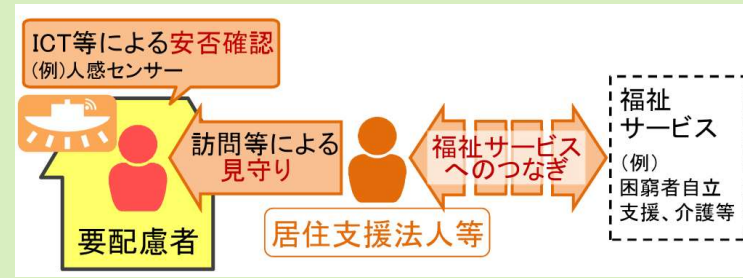 ICT等による安否確認
(例)人感センサー
訪問等による
見守り
福祉サービス
へのつなぎ
福祉
サービス
(例)
困窮者自立
支援、介護等
要配慮者
居住支援法人等